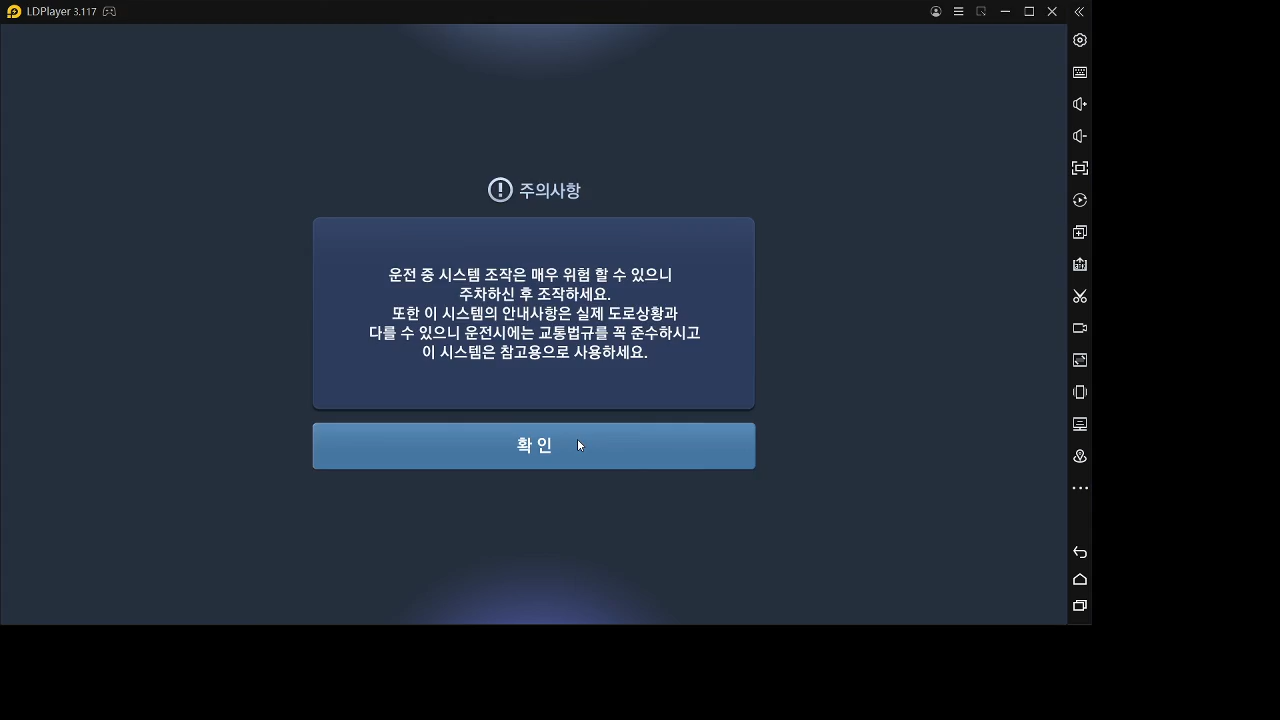 LDPlayer 3.117
주의사항
운전 중 시스템 조작은 매우 위험 할 수 있으니
주차하신 후 조작하세요.
또한 이 시스템의 안내사항은 실제 도로상황과
다를 수 있으니 운전시에는 교통법규를 꼭 준수하시고
이 시스템은 참고용으로 사용하세요.
확 인